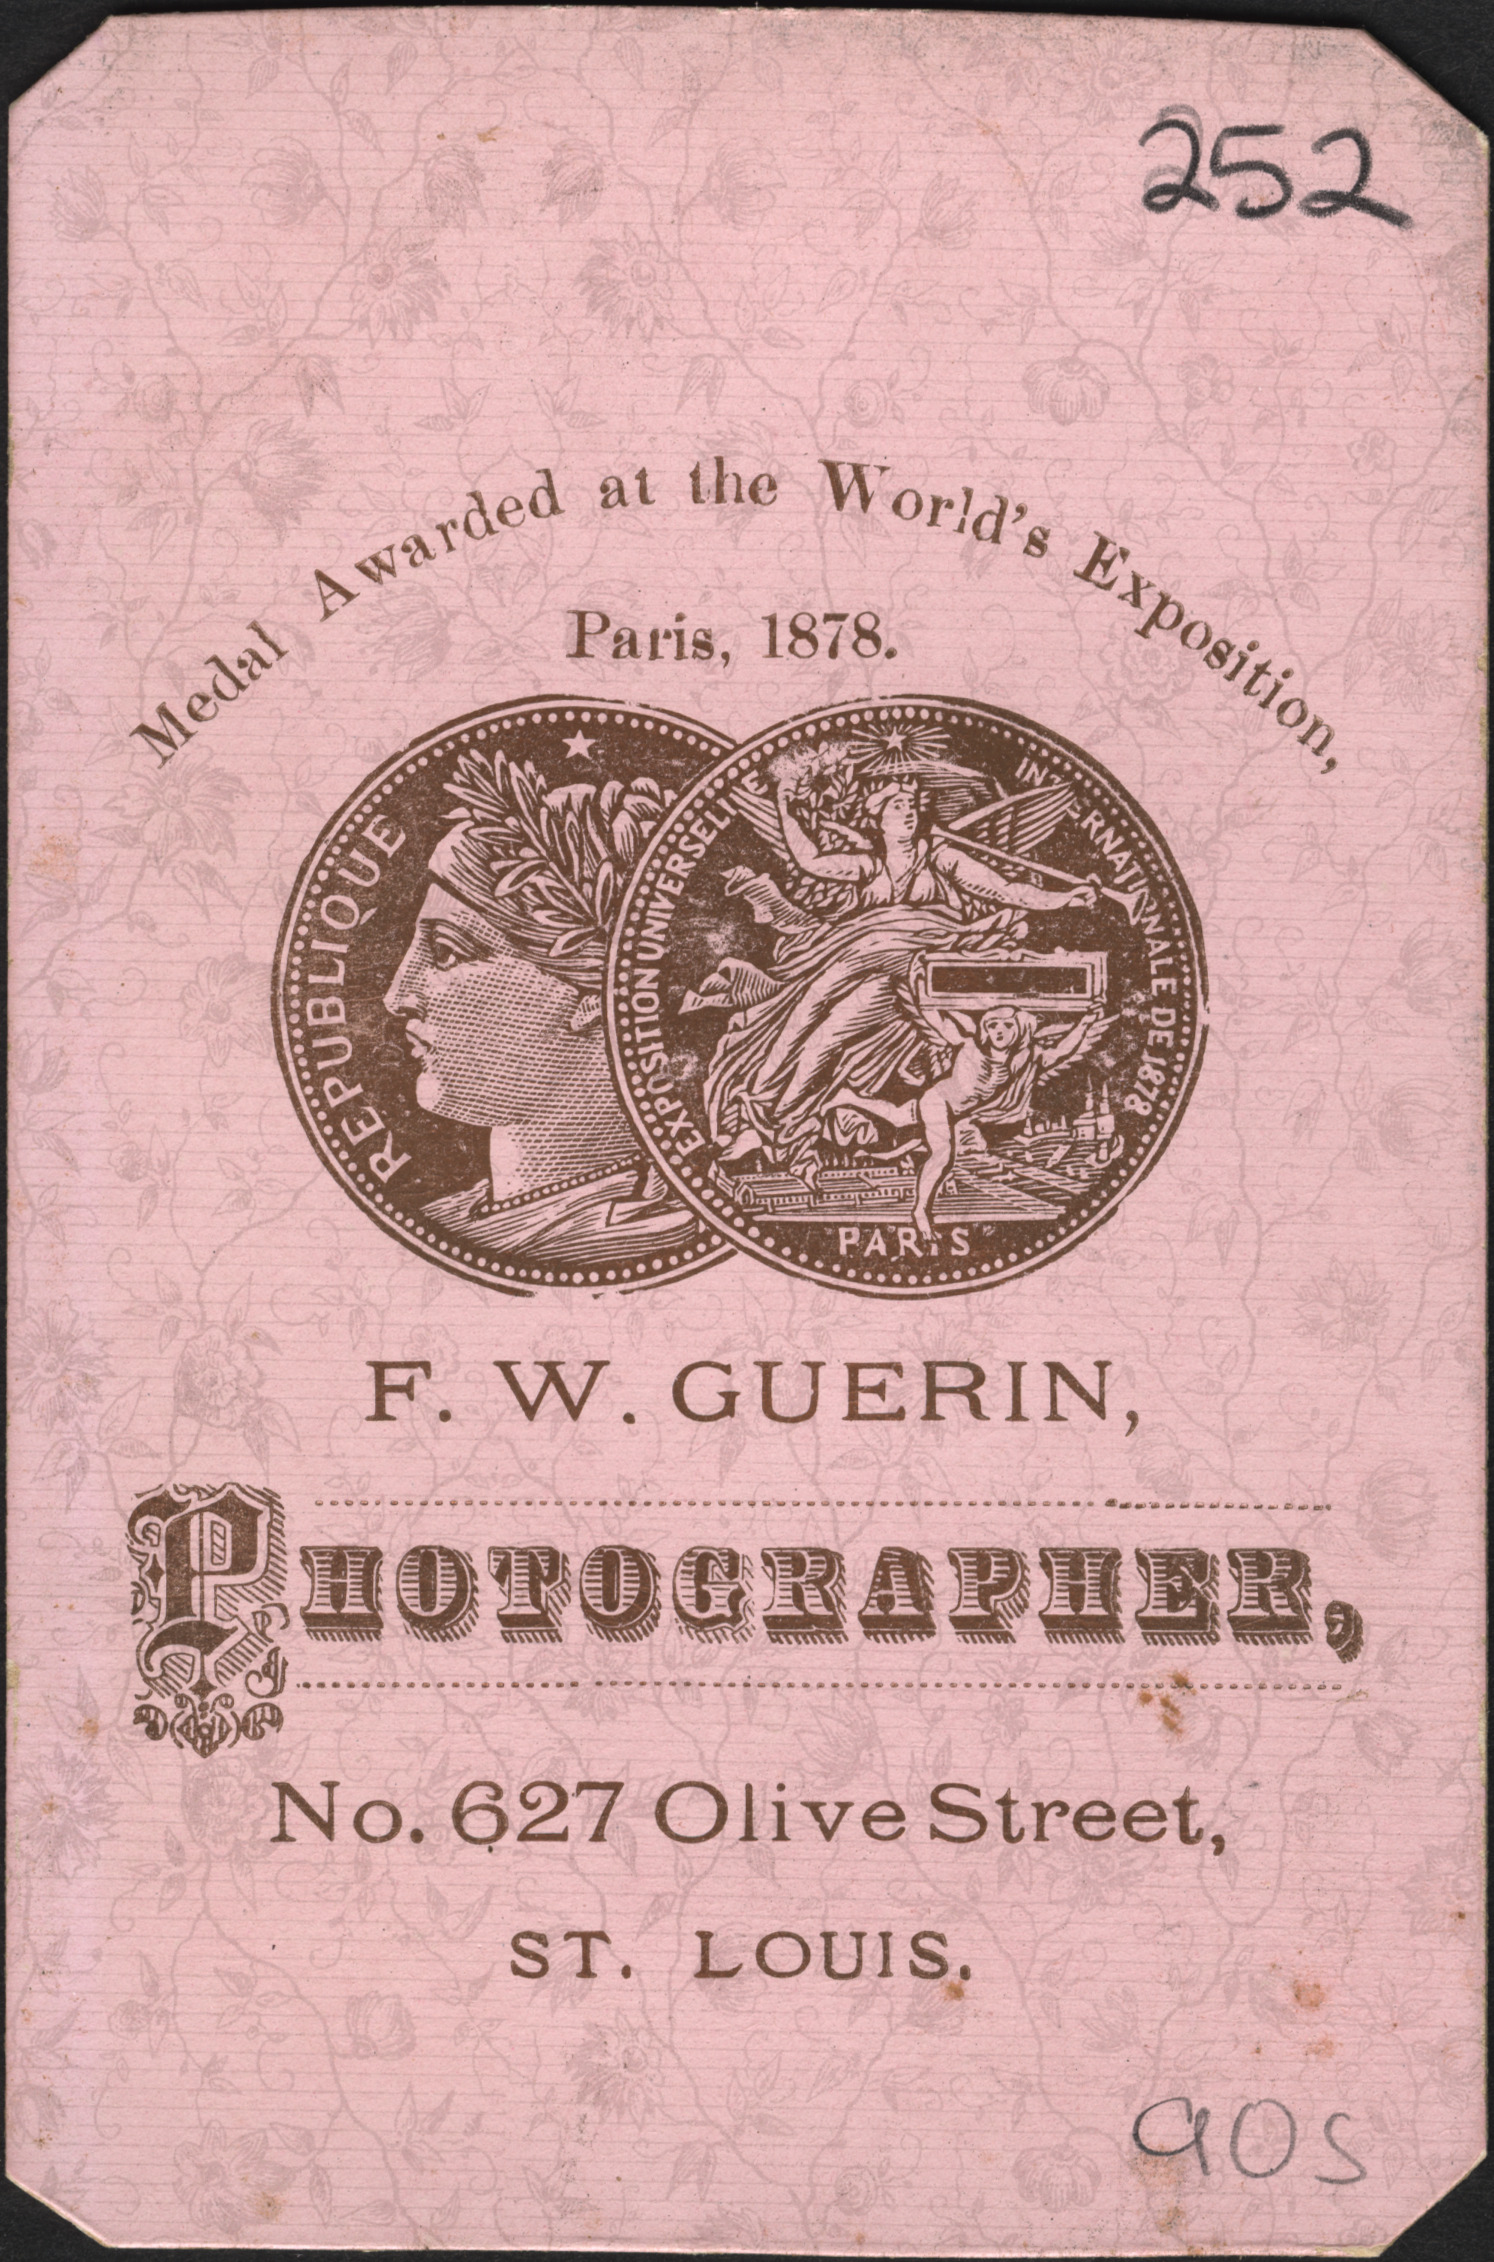 252
Medal Awarded at the World's Exposition,
Paris, 1878.
REPUBLIQUE
EXPOSITION UNIVERSELLE
INTERNATIONALE DE 1878
PARIS
F. W. GUERIN,
PHOTOGRAPHER,
No. 627 Olive Street,
ST. LOUIS.
90S